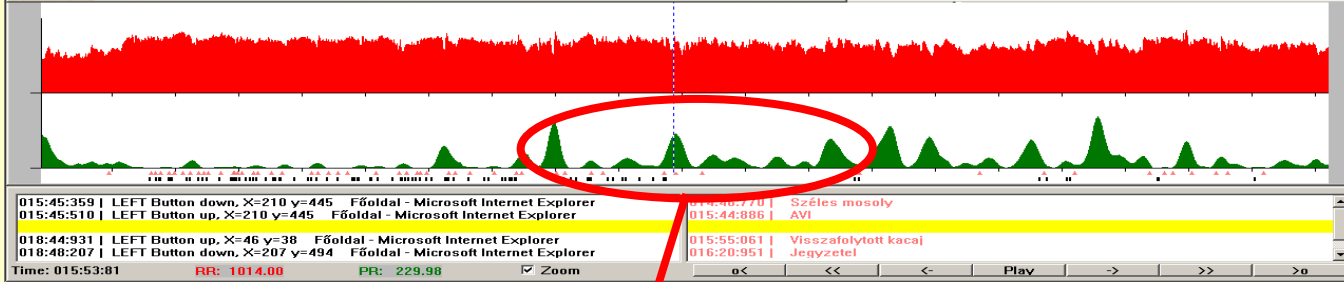 015:45:359 | LEFT Button down, X=210 y=445 Főoldal - Microsoft Internet Explorer
015:45:510 | LEFT Button up, X=210 y=445 Főoldal - Microsoft Internet Explorer
018:44:931 | LEFT Button up, X=46 y=38 Főoldal - Microsoft Internet Explorer
018:48:207 | LEFT Button down, X=207 y=494 Főoldal - Microsoft Internet Explorer
Széles mosoly
015:44:886 | AVI
015:55:061 | Visszafolytott kacaj
016:20:951 | Jegyzetel
Time: 015:53:81 RR: 1014.00 PR: 229.98 Zoom o< << <- Play -> >> >o